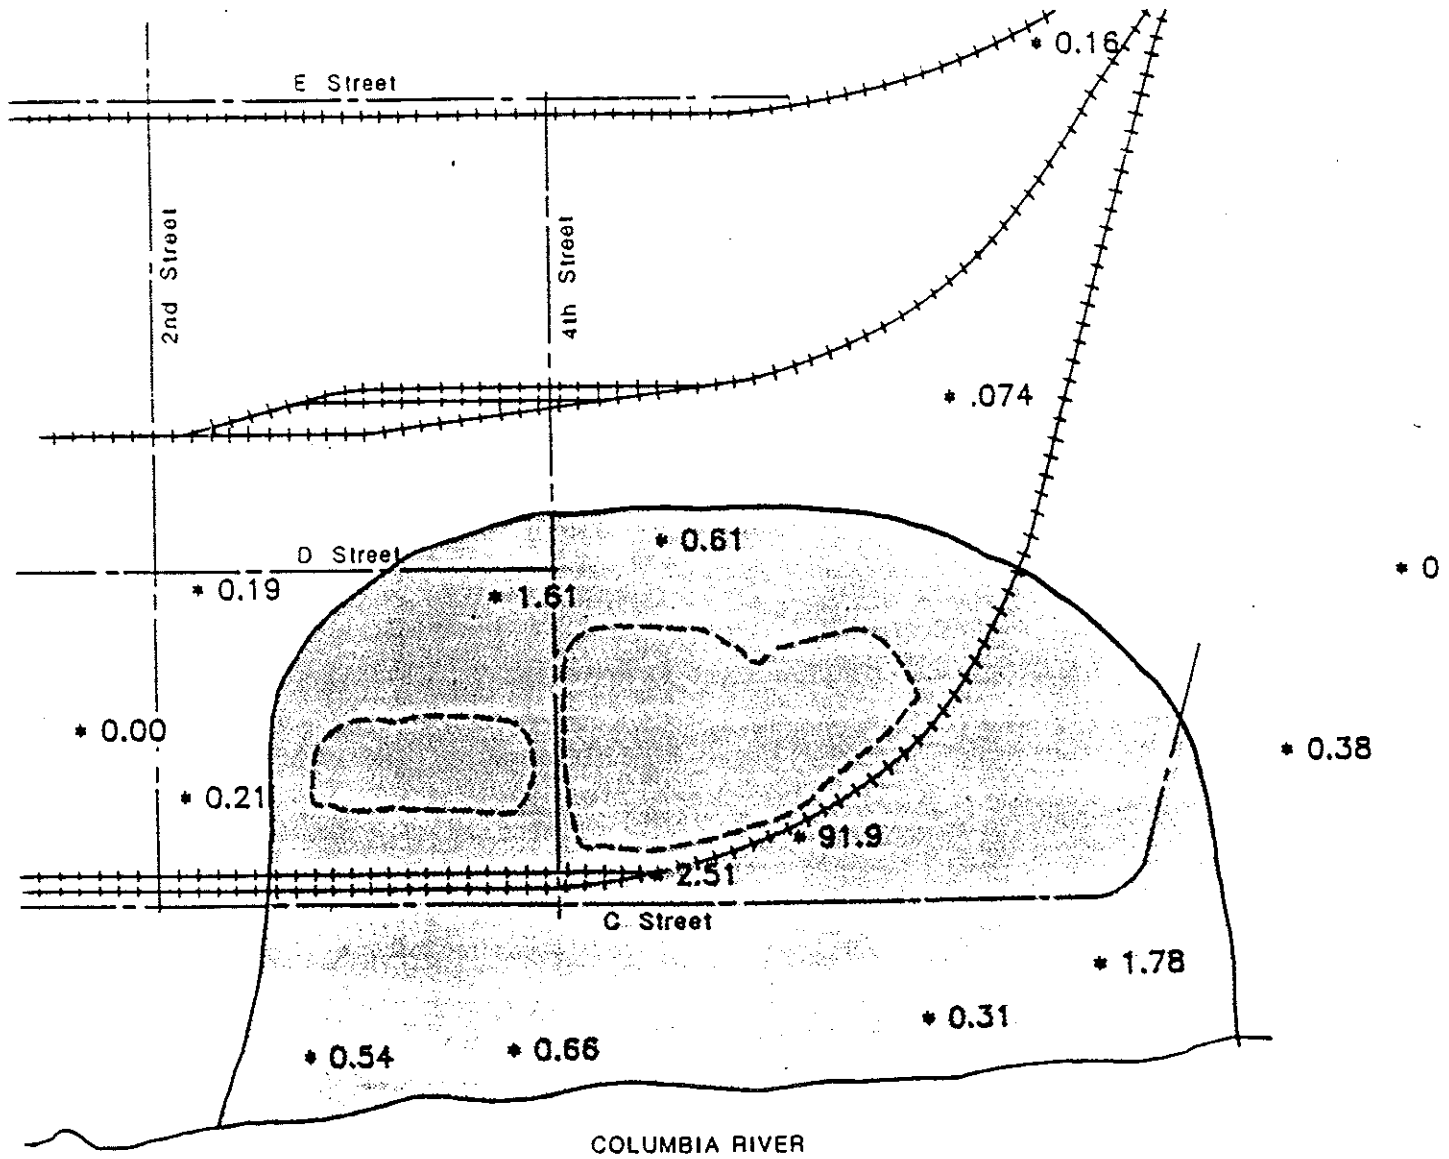 * 0.16
E Street
2nd Street
4th Street
* .074
* 0.61
D Street
* 0
* 0.19
* 1.61
* 0.00
* 0.38
* 0.21
* 91.9
* 2.51
C Street
* 1.78
* 0.31
* 0.54
* 0.66
COLUMBIA RIVER